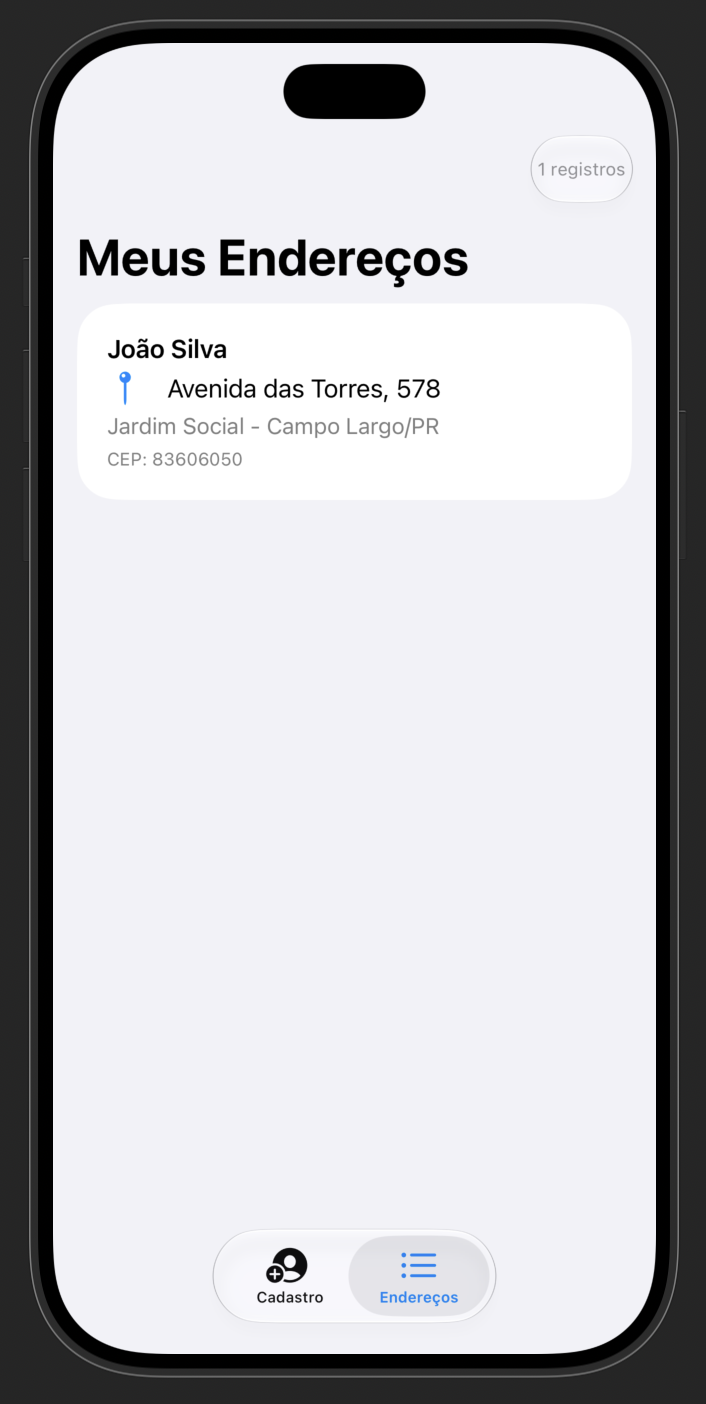 1 registros
Meus Endereços
João Silva
Avenida das Torres, 578
Jardim Social - Campo Largo/PR
CEP: 83606050
Cadastro
Endereços